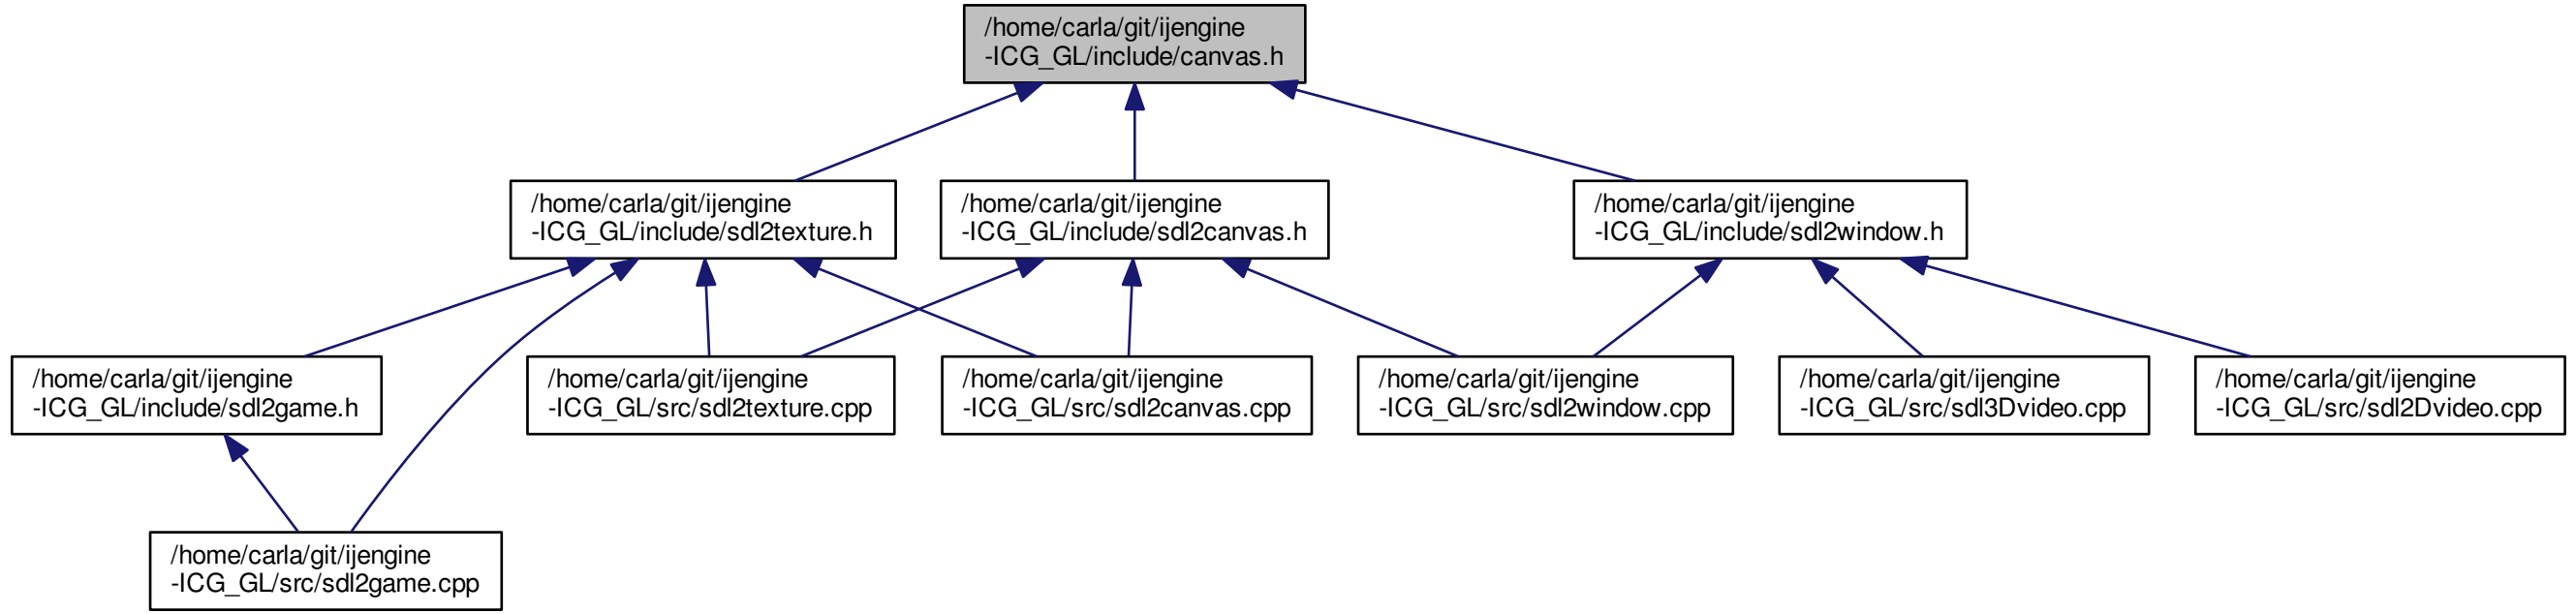 /home/carla/git/ijengine
-ICG_GL/include/canvas.h
/home/carla/git/ijengine
-ICG_GL/include/sdl2texture.h
/home/carla/git/ijengine
-ICG_GL/include/sdl2canvas.h
/home/carla/git/ijengine
-ICG_GL/include/sdl2window.h
/home/carla/git/ijengine
-ICG_GL/include/sdl2game.h
/home/carla/git/ijengine
-ICG_GL/src/sdl2texture.cpp
/home/carla/git/ijengine
-ICG_GL/src/sdl2canvas.cpp
/home/carla/git/ijengine
-ICG_GL/src/sdl2window.cpp
/home/carla/git/ijengine
-ICG_GL/src/sdl3Dvideo.cpp
/home/carla/git/ijengine
-ICG_GL/src/sdl2Dvideo.cpp
/home/carla/git/ijengine
-ICG_GL/src/sdl2game.cpp